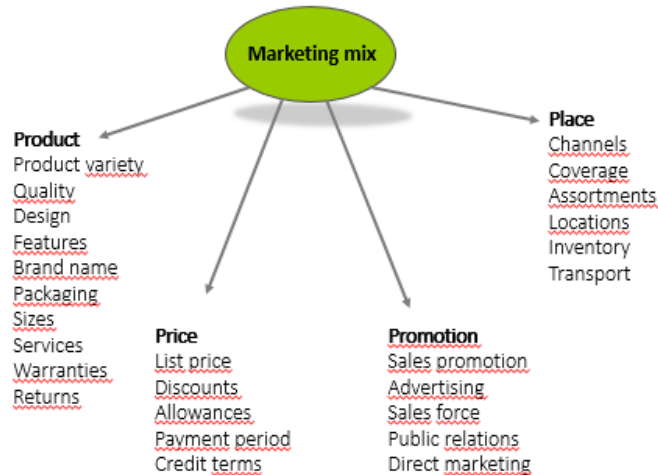 Marketing mix
Product
Product variety
Quality
Design
Features
Brand name
Packaging
Sizes
Services
Warranties
Returns
Price
List price
Discounts
Allowances
Payment period
Credit terms
Promotion
Sales promotion
Advertising
Sales force
Public relations
Direct marketing
Place
Channels
Coverage
Assortments
Locations
Inventory
Transport